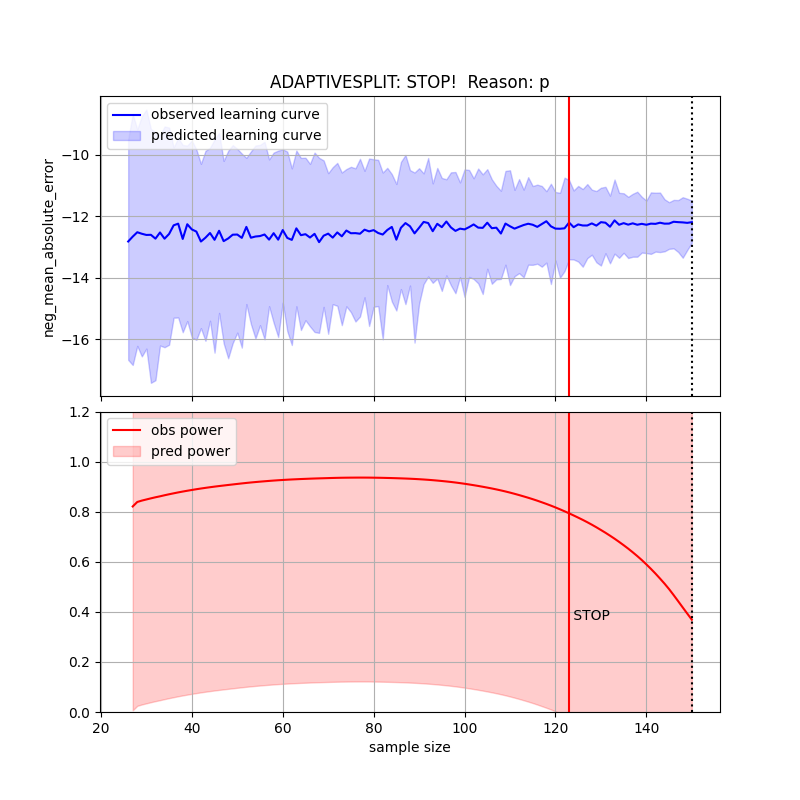 ADAPTIVESPLIT: STOP!  Reason: p
observed learning curve
predicted learning curve
neg_mean_absolute_error
−10
−12
−14
−16
obs power
pred power
1.2
1.0
0.8
0.6
0.4
0.2
0.0
STOP
20 40 60 80 100 120 140
sample size